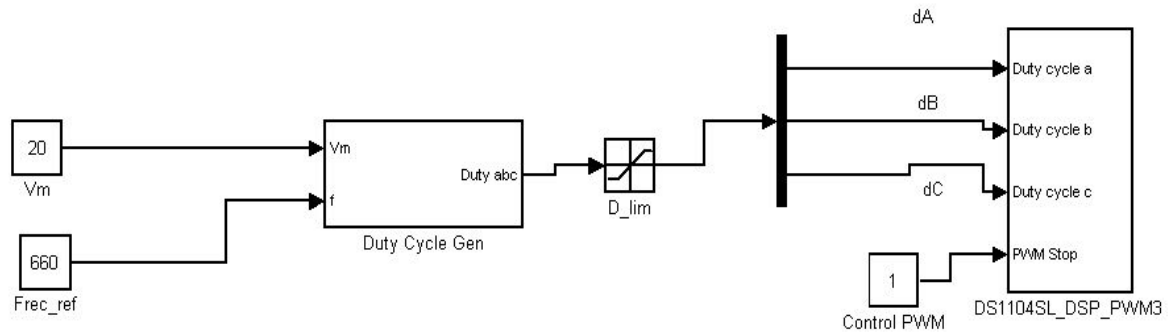 dA
Duty cycle a
dB
20
Vm
Duty cycle b
Duty abc
Vm
f
D_lim
dC
Duty cycle c
Duty Cycle Gen
660
Frec_ref
1
PWM Stop
Control PWM
DS1104SL_DSP_PWM3